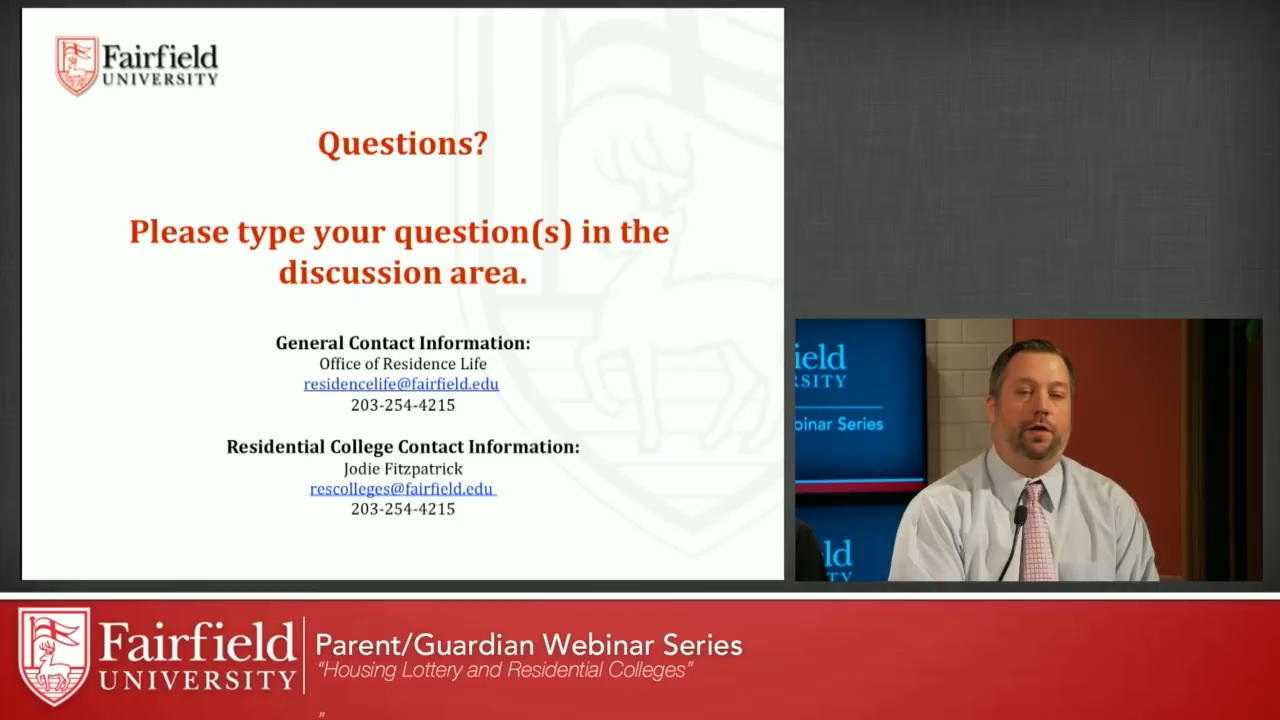 Fairfield
UNIVERSITY
Questions?
Please type your question(s) in the
discussion area.
General Contact Information:
Office of Residence Life
residencelife@fairfield.edu
203-254-4215
Residential College Contact Information:
Jodie Fitzpatrick
rescolleges@fairfield.edu
203-254-4215
ield
RSITY
binar Series
ld
TY
Fairfield
UNIVERSITY
Parent/Guardian Webinar Series
“Housing Lottery and Residential Colleges”
”